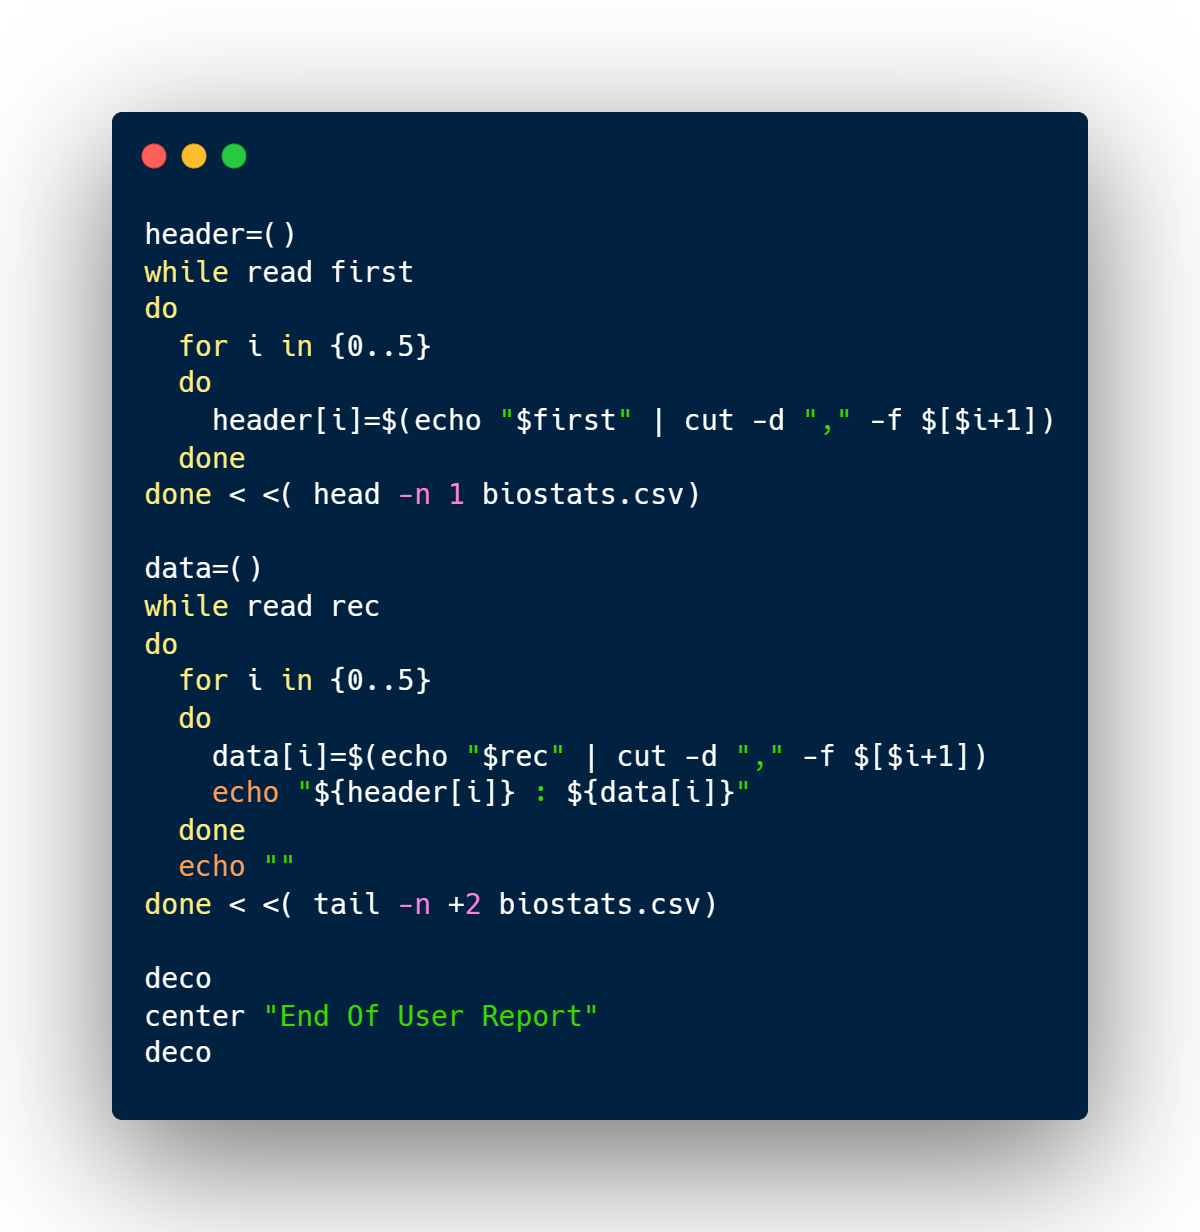 header=()
while read first
do
  for i in {0..5}
  do
    header[i]=$(echo "$first" | cut -d "," -f $[$i+1])
  done
done < <( head -n 1 biostats.csv)

data=()
while read rec
do
  for i in {0..5}
  do
    data[i]=$(echo "$rec" | cut -d "," -f $[$i+1])
    echo "${header[i]} : ${data[i]}"
  done
  echo ""
done < <( tail -n +2 biostats.csv)

deco
center "End Of User Report"
deco